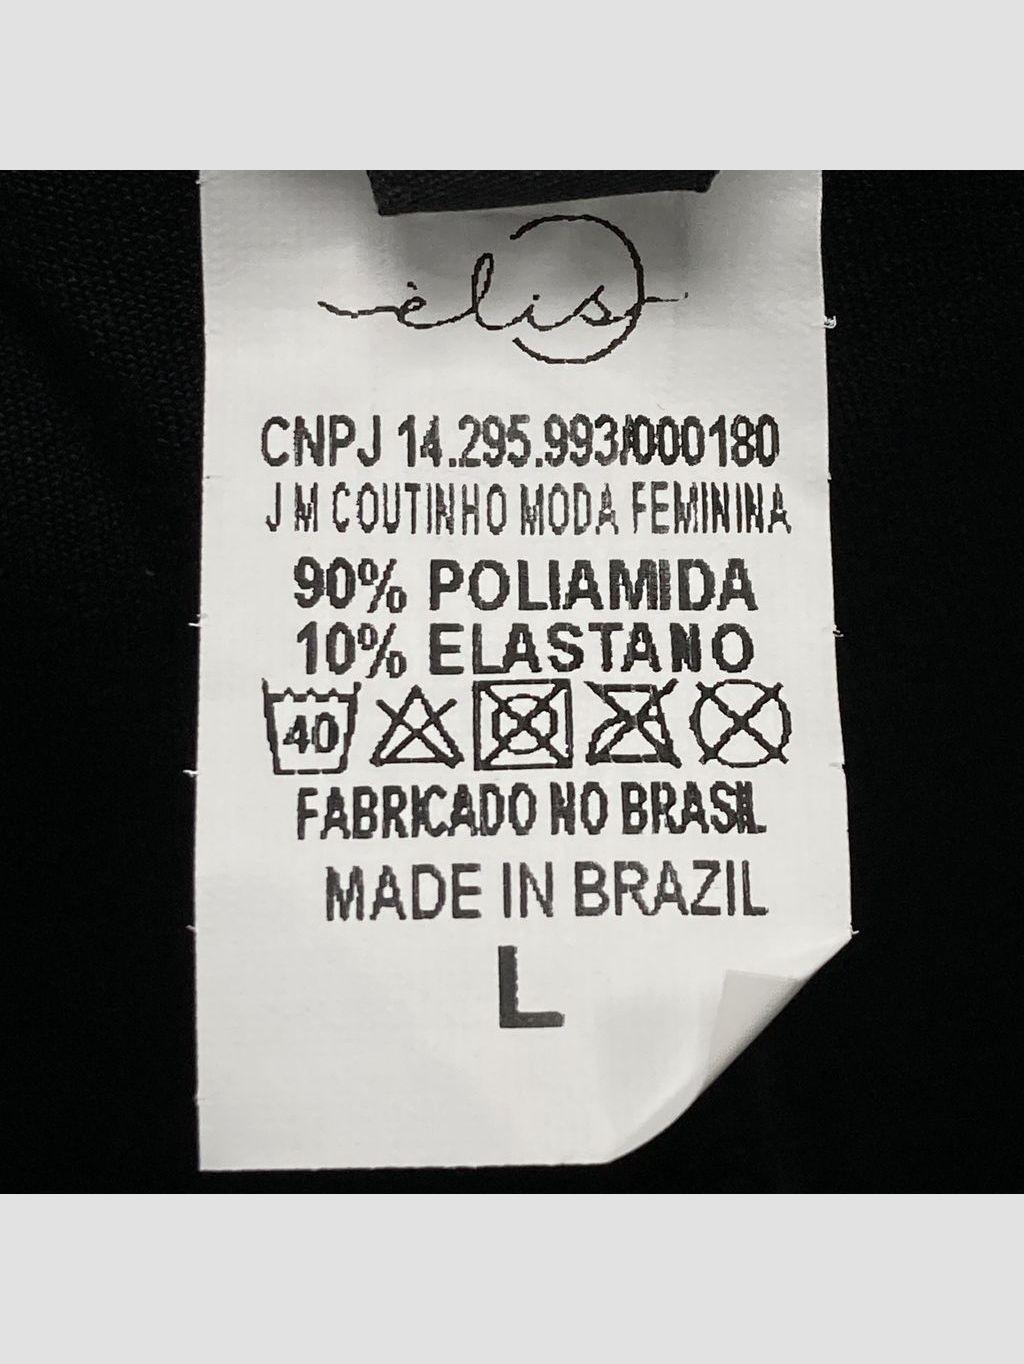 élis
CNPJ 14.295.993/000180
J M COUTINHO MODA FEMININA
90% POLIAMIDA
10% ELASTANO
40
FABRICADO NO BRASIL
MADE IN BRAZIL
L